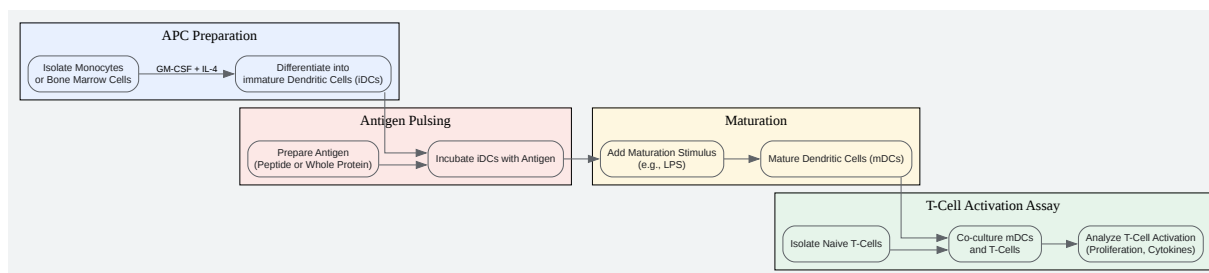 APC Preparation
Isolate Monocytes
or Bone Marrow Cells
GM-CSF + IL-4
Differentiate into
immature Dendritic Cells (iDCs)
Antigen Pulsing
Prepare Antigen
(Peptide or Whole Protein)
Incubate iDCs with Antigen
Maturation
Add Maturation Stimulus
(e.g., LPS)
Mature Dendritic Cells (mDCs)
T-Cell Activation Assay
Isolate Naive T-Cells
Co-culture mDCs
and T-Cells
Analyze T-Cell Activation
(Proliferation, Cytokines)